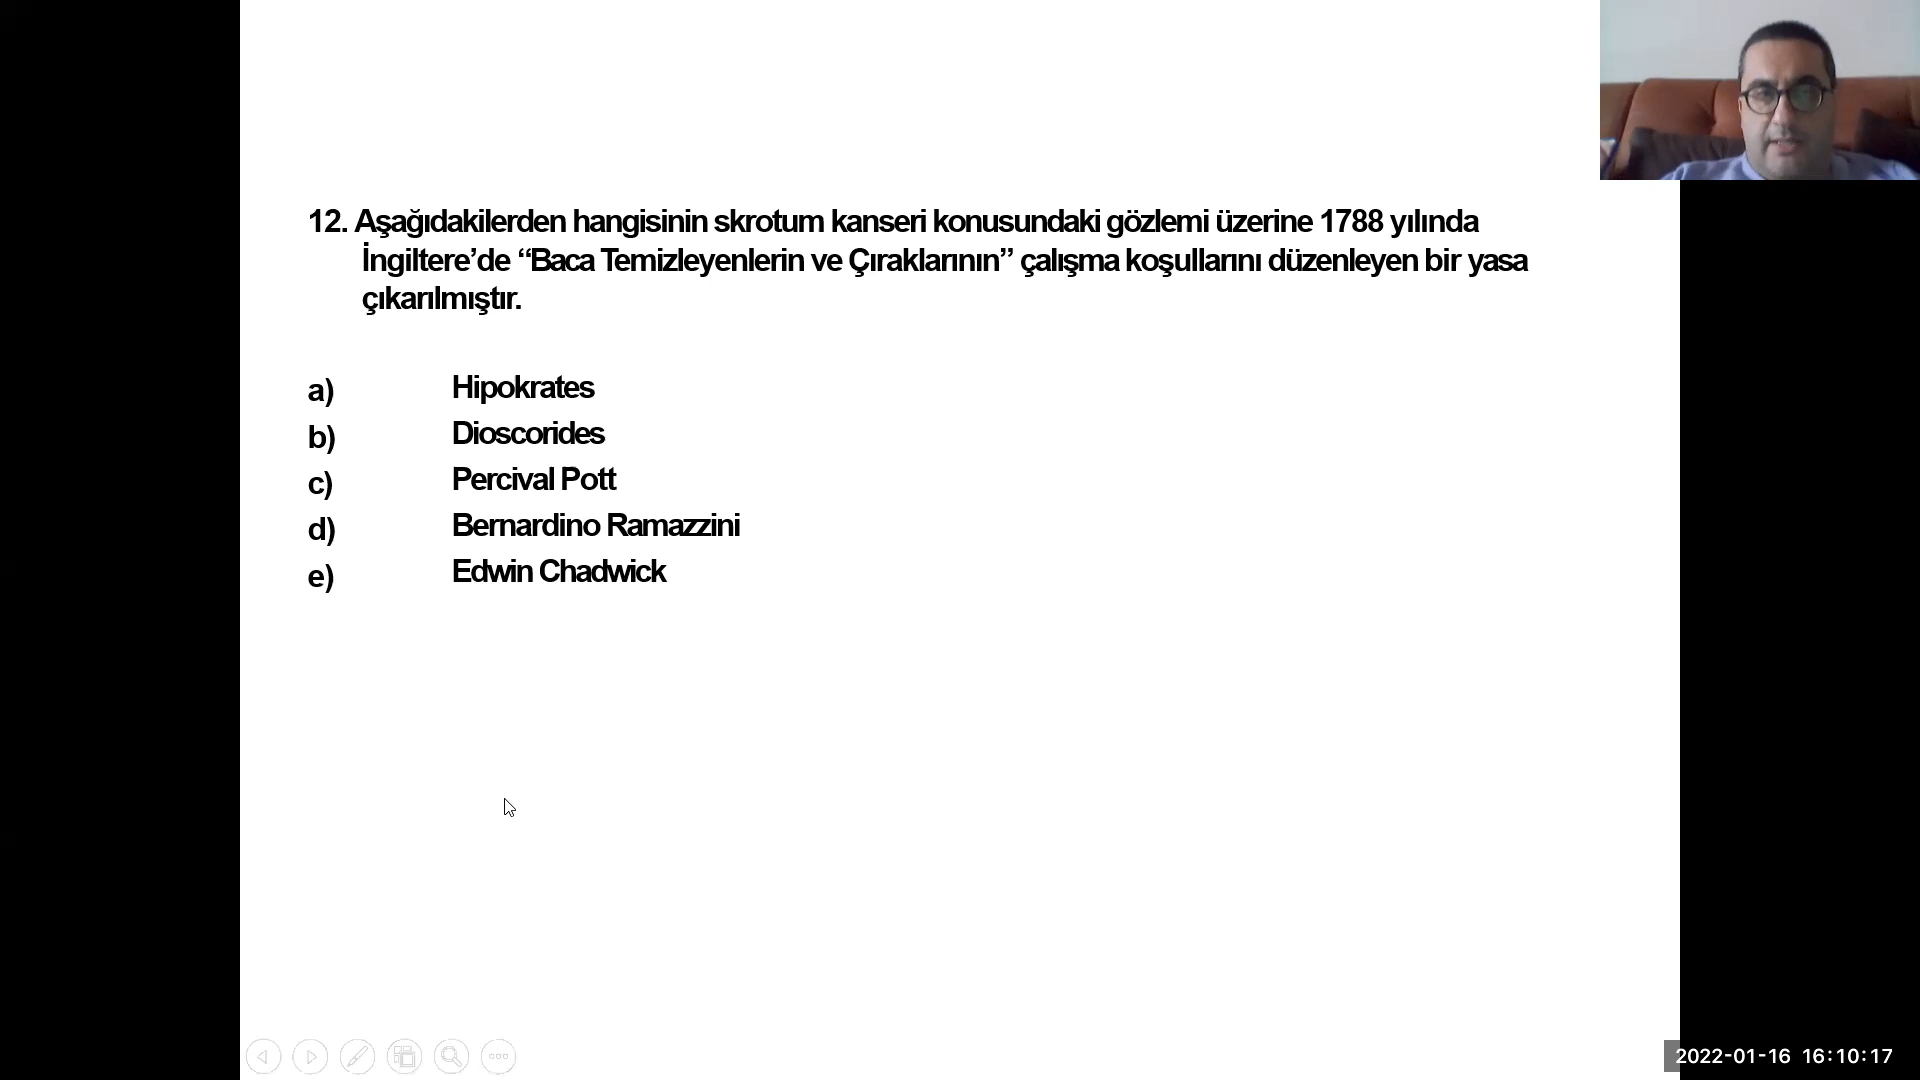 12. Aşağıdakilerden hangisinin skrotum kanseri konusundaki gözlemi üzerine 1788 yılında
İngiltere’de “Baca Temizleyenlerin ve Çıraklarının” çalışma koşullarını düzenleyen bir yasa
çıkarılmıştır.
a) Hipokrates
b) Dioscorides
c) Percival Pott
d) Bernardino Ramazzini
e) Edwin Chadwick
2022-01-16 16:10:17